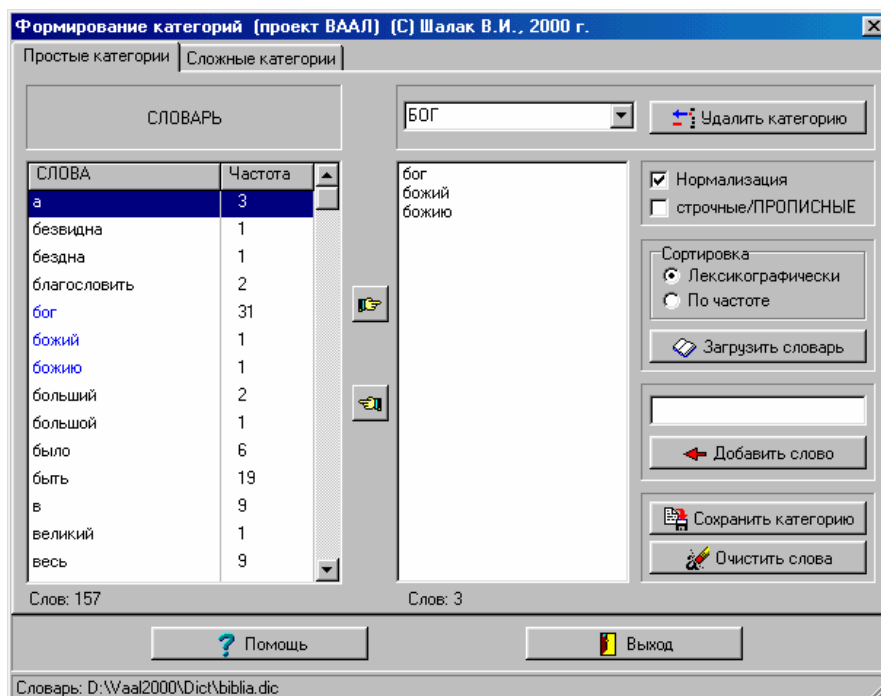 Формирование категорий (проект ВААЛ) (C) Шалак В.И., 2000 г.
Простые категории Сложные категории
СЛОВАРЬ
БОГ
Удалить категорию
СЛОВА Частота
а 3
безвидна 1
бездна 1
благословить 2
бог 31
божий 1
божию 1
больший 2
большой 1
было 6
быть 19
в 9
великий 1
весь 9
Слов: 157
бог
божий
божию
Слов: 3
Нормализация
строчные/ПРОПИСНЫЕ
Сортировка
Лексикографически
По частоте
Загрузить словарь
Добавить слово
Сохранить категорию
Очистить слова
Помощь
Выход
Словарь: D:\Vaal2000\Dict\biblia.dic